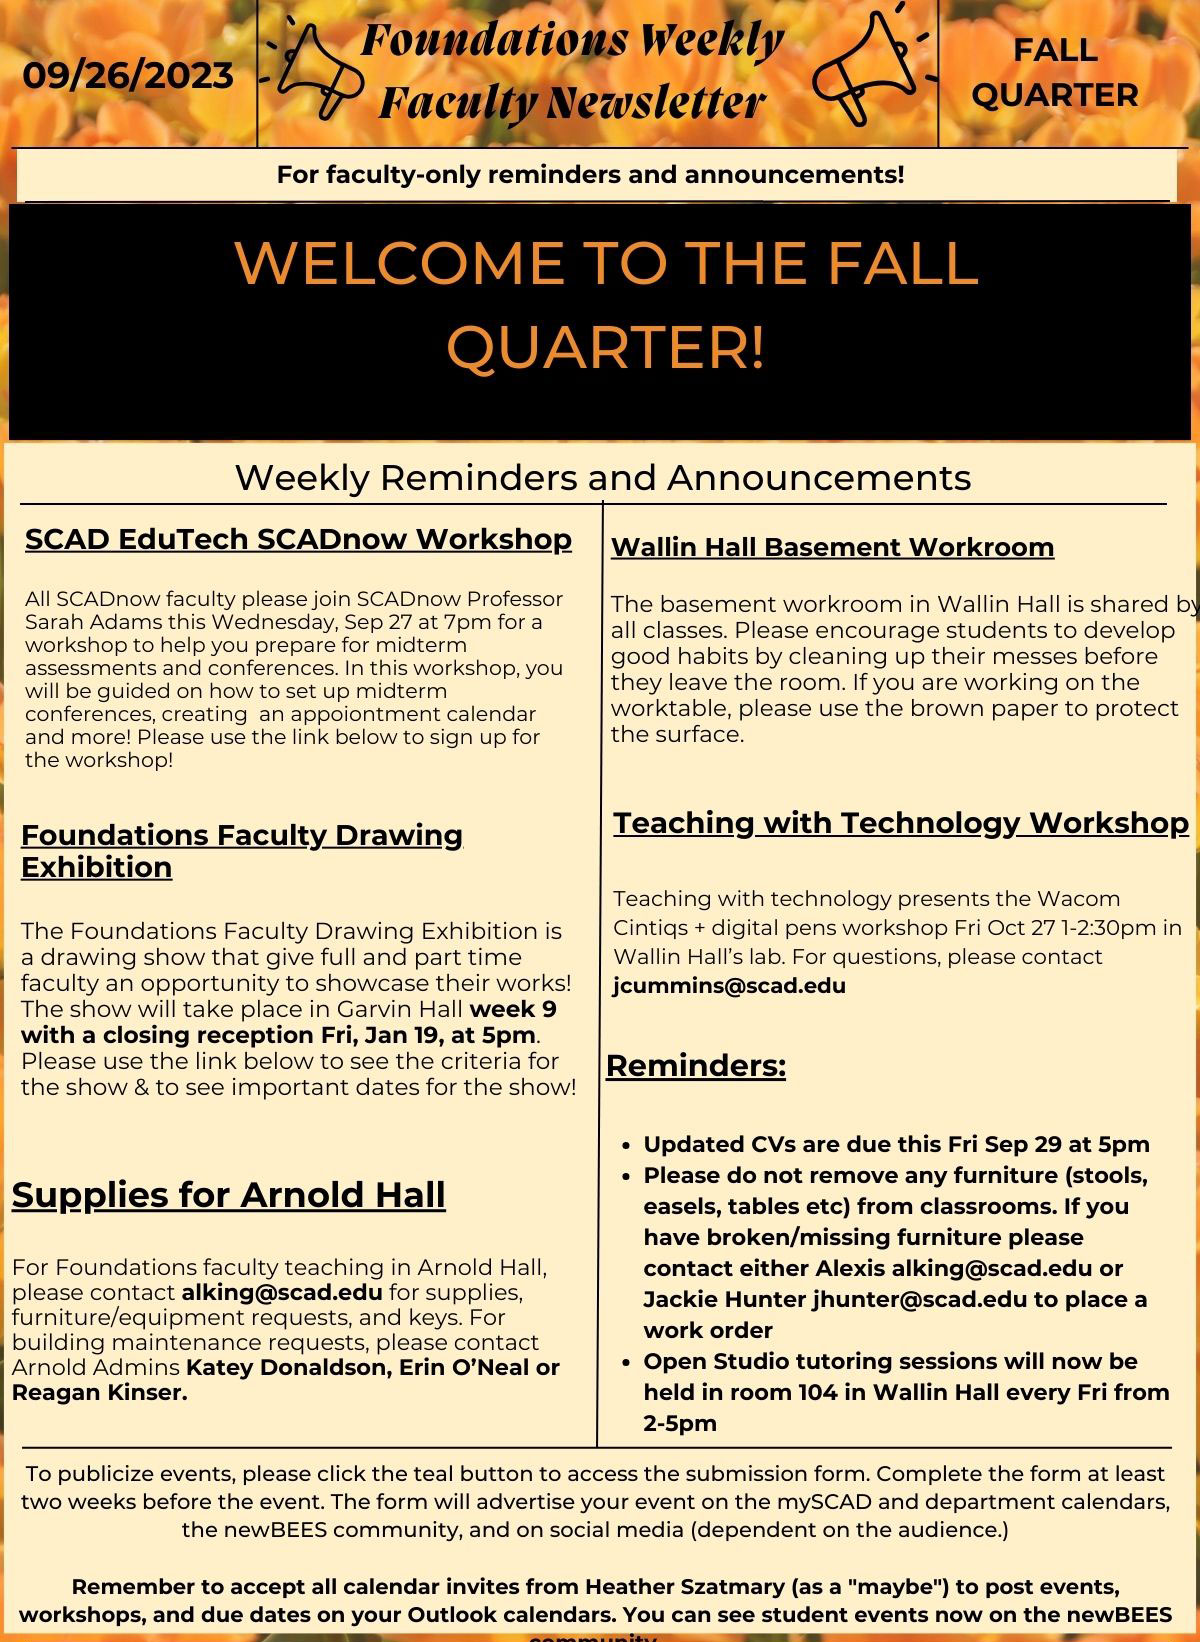 09/26/2023
Foundations Weekly
Faculty Newsletter
FALL
QUARTER
For faculty-only reminders and announcements!
WELCOME TO THE FALL
QUARTER!
Weekly Reminders and Announcements
SCAD EduTech SCADnow Workshop
All SCADnow faculty please join SCADnow Professor
Sarah Adams this Wednesday, Sep 27 at 7pm for a
workshop to help you prepare for midterm
assessments and conferences. In this workshop, you
will be guided on how to set up midterm
conferences, creating  an appoiontment calendar
and more! Please use the link below to sign up for
the workshop!
Foundations Faculty Drawing
Exhibition
The Foundations Faculty Drawing Exhibition is
a drawing show that give full and part time
faculty an opportunity to showcase their works!
The show will take place in Garvin Hall week 9
with a closing reception Fri, Jan 19, at 5pm.
Please use the link below to see the criteria for
the show & to see important dates for the show!
Supplies for Arnold Hall
For Foundations faculty teaching in Arnold Hall,
please contact alking@scad.edu for supplies,
furniture/equipment requests, and keys. For
building maintenance requests, please contact
Arnold Admins Katey Donaldson, Erin O’Neal or
Reagan Kinser.
Wallin Hall Basement Workroom
The basement workroom in Wallin Hall is shared by
all classes. Please encourage students to develop
good habits by cleaning up their messes before
they leave the room. If you are working on the
worktable, please use the brown paper to protect
the surface.
Teaching with Technology Workshop
Teaching with technology presents the Wacom
Cintiqs + digital pens workshop Fri Oct 27 1-2:30pm in
Wallin Hall’s lab. For questions, please contact
jcummins@scad.edu
Reminders:
• Updated CVs are due this Fri Sep 29 at 5pm
• Please do not remove any furniture (stools,
easels, tables etc) from classrooms. If you
have broken/missing furniture please
contact either Alexis alking@scad.edu or
Jackie Hunter jhunter@scad.edu to place a
work order
• Open Studio tutoring sessions will now be
held in room 104 in Wallin Hall every Fri from
2-5pm
To publicize events, please click the teal button to access the submission form. Complete the form at least
two weeks before the event. The form will advertise your event on the mySCAD and department calendars,
the newBEES community, and on social media (dependent on the audience.)
Remember to accept all calendar invites from Heather Szatmary (as a "maybe") to post events,
workshops, and due dates on your Outlook calendars. You can see student events now on the newBEES
community.